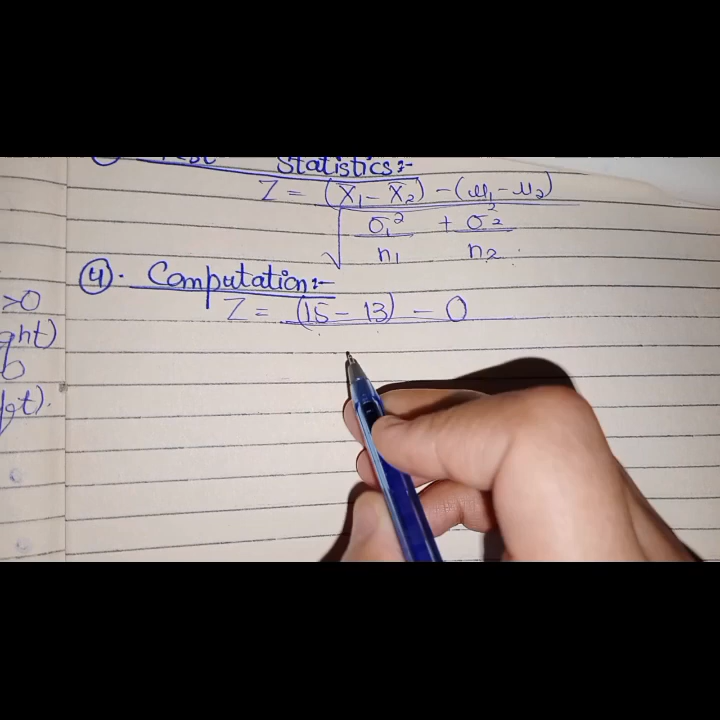 Statistics:-
Z = (X̄₁ - X̄₂) - (μ₁ - μ₂)
√ σ₁² / n₁ + σ₂² / n₂
(4). Computation:-
Z = (15 - 13) - 0
>0
ght)